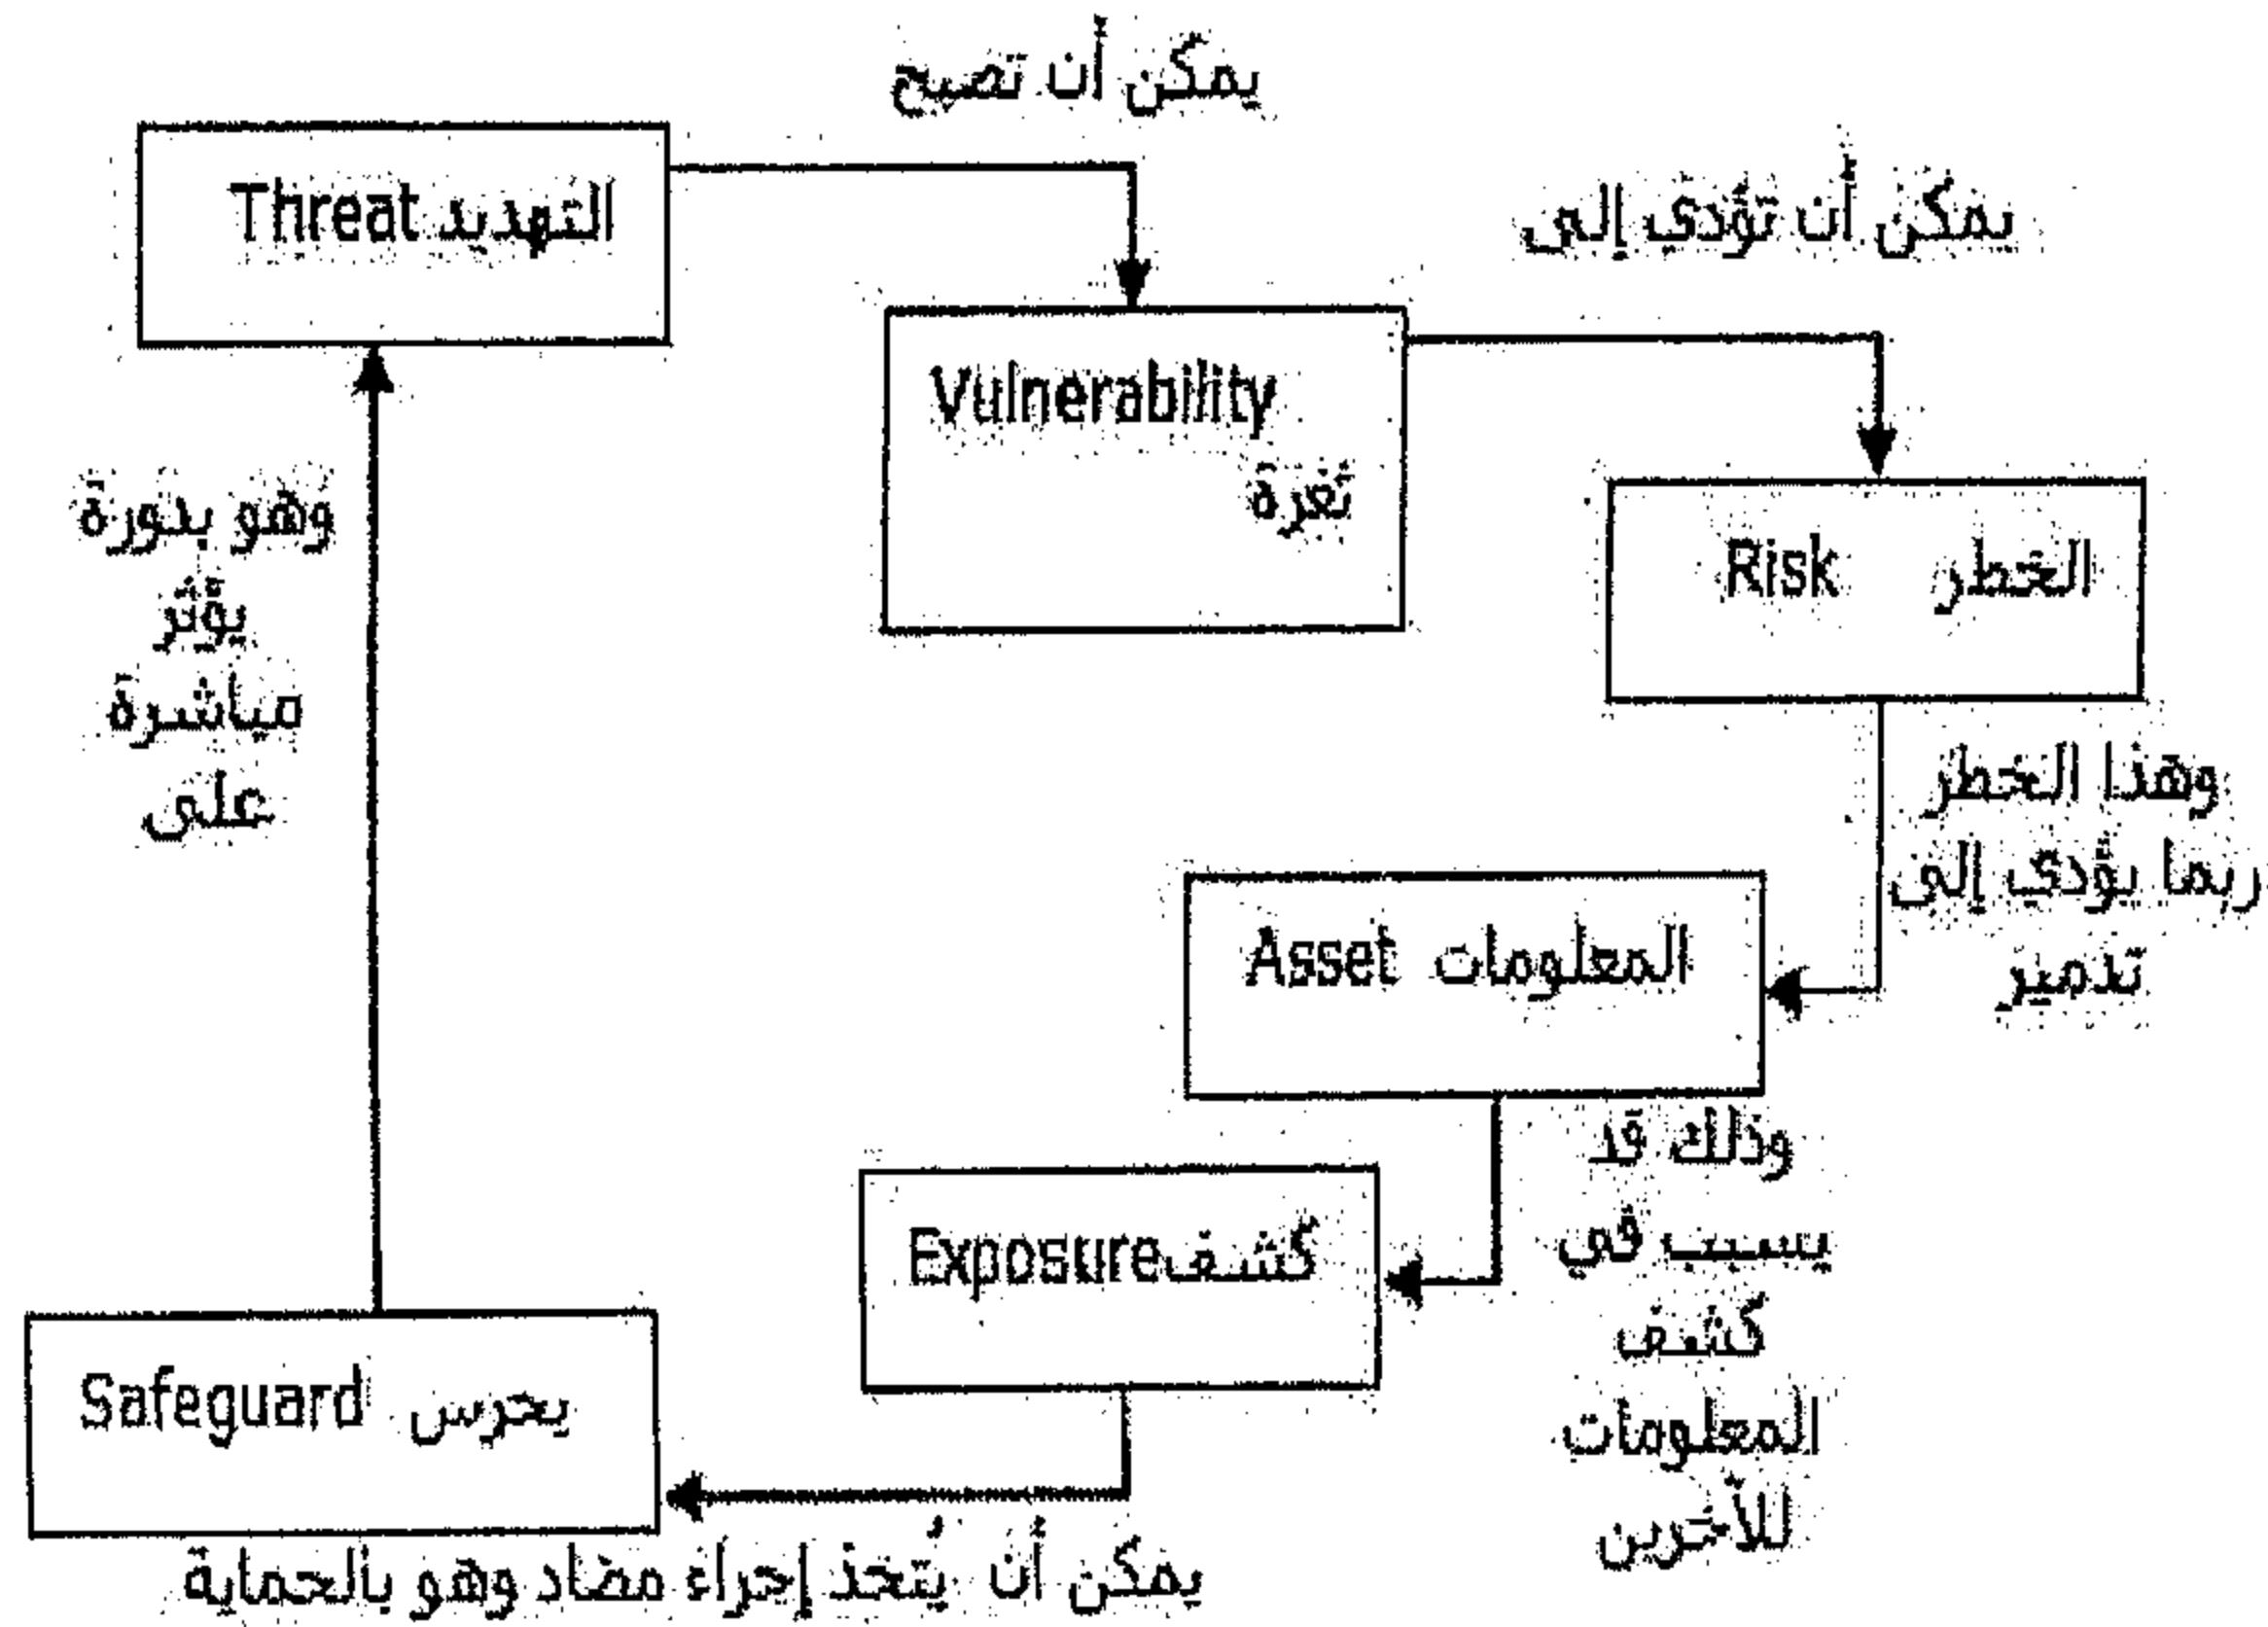 يمكن أن تصبح
التهديد Threat
يمكن أن تؤدي إلى
Vulnerability
ثغرة
الخطر Risk
وهو بدورة
يؤثر
مباشرة
على
وهذا الخطر
ربما يؤدي إلى
تدمير
المعلومات Asset
وذلك قد
يسبب في
كشف
المعلومات
للآخرين
كشف Exposure
يحرس Safeguard
يمكن أن يُتخذ إجراء مضاد وهو بالحماية